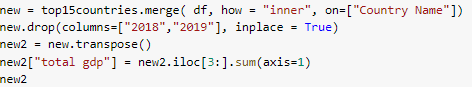 new = top15countries.merge( df, how = "inner", on=["Country Name"])
new.drop(columns=["2018","2019"], inplace = True)
new2 = new.transpose()
new2["total gdp"] = new2.iloc[3:].sum(axis=1)
new2